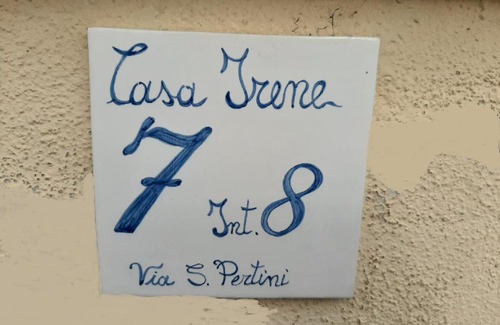 Casa Irene
7 Int. 8
Via S. Pertini